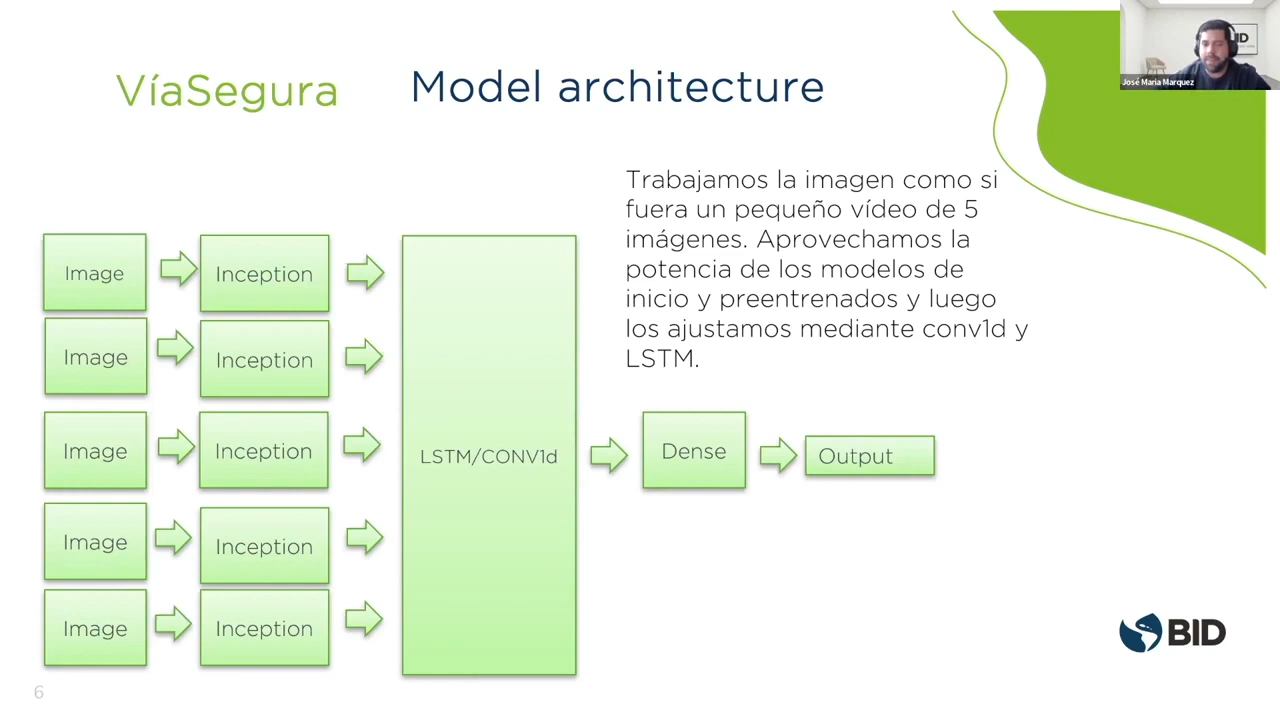 VíaSegura
Model architecture
José Maria Marquez
Trabajamos la imagen como si
fuera un pequeño vídeo de 5
imágenes. Aprovechamos la
potencia de los modelos de
inicio y preentrenados y luego
los ajustamos mediante conv1d y
LSTM.
Image
Inception
Image
Inception
Image
Inception
Image
Inception
Image
Inception
LSTM/CONV1d
Dense
Output
BID
6